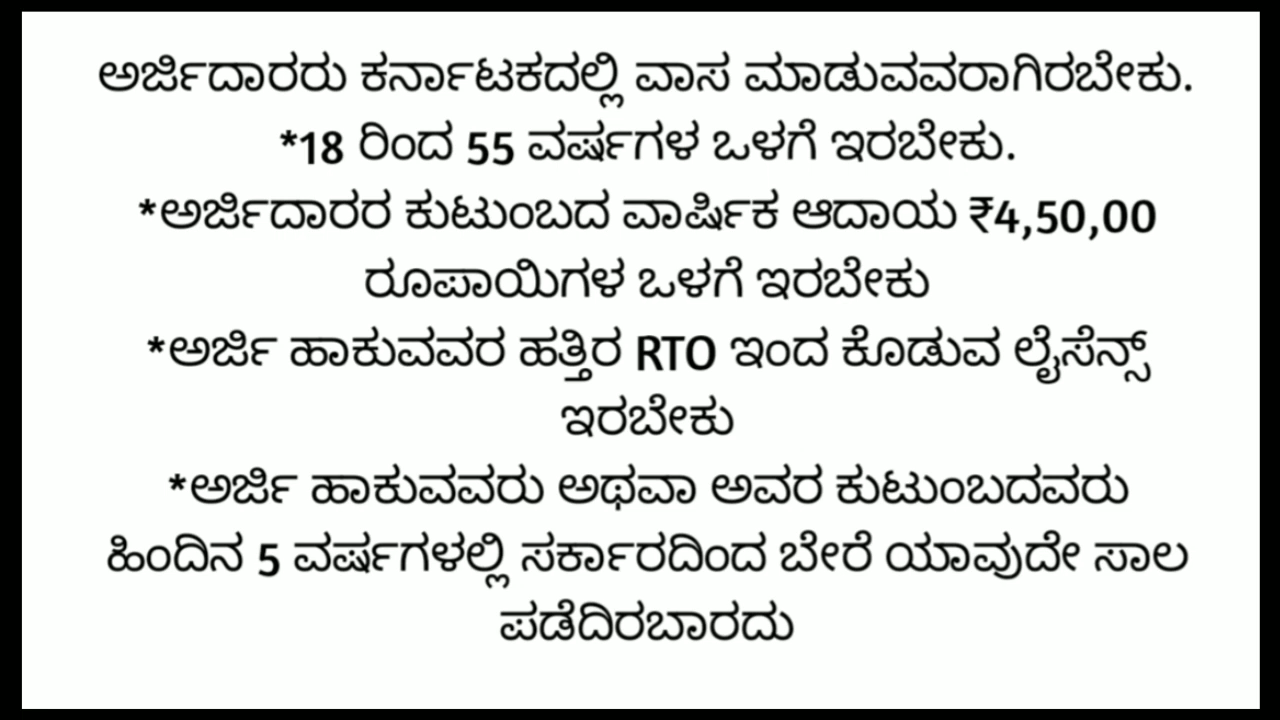 ಅರ್ಜಿದಾರರು ಕರ್ನಾಟಕದಲ್ಲಿ ವಾಸ ಮಾಡುವವರಾಗಿರಬೇಕು.
*18 ರಿಂದ 55 ವರ್ಷಗಳ ಒಳಗೆ ಇರಬೇಕು.
*ಅರ್ಜಿದಾರರ ಕುಟುಂಬದ ವಾರ್ಷಿಕ ಆದಾಯ ₹4,50,00
ರೂಪಾಯಿಗಳ ಒಳಗೆ ಇರಬೇಕು
*ಅರ್ಜಿ ಹಾಕುವವರ ಹತ್ತಿರ RTO ಇಂದ ಕೊಡುವ ಲೈಸೆನ್ಸ್
ಇರಬೇಕು
*ಅರ್ಜಿ ಹಾಕುವವರು ಅಥವಾ ಅವರ ಕುಟುಂಬದವರು
ಹಿಂದಿನ 5 ವರ್ಷಗಳಲ್ಲಿ ಸರ್ಕಾರದಿಂದ ಬೇರೆ ಯಾವುದೇ ಸಾಲ
ಪಡೆದಿರಬಾರದು